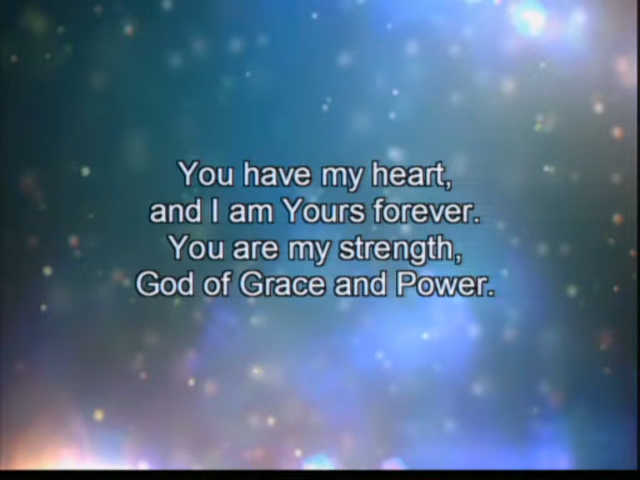 You have my heart,
and I am Yours forever.
You are my strength,
God of Grace and Power.